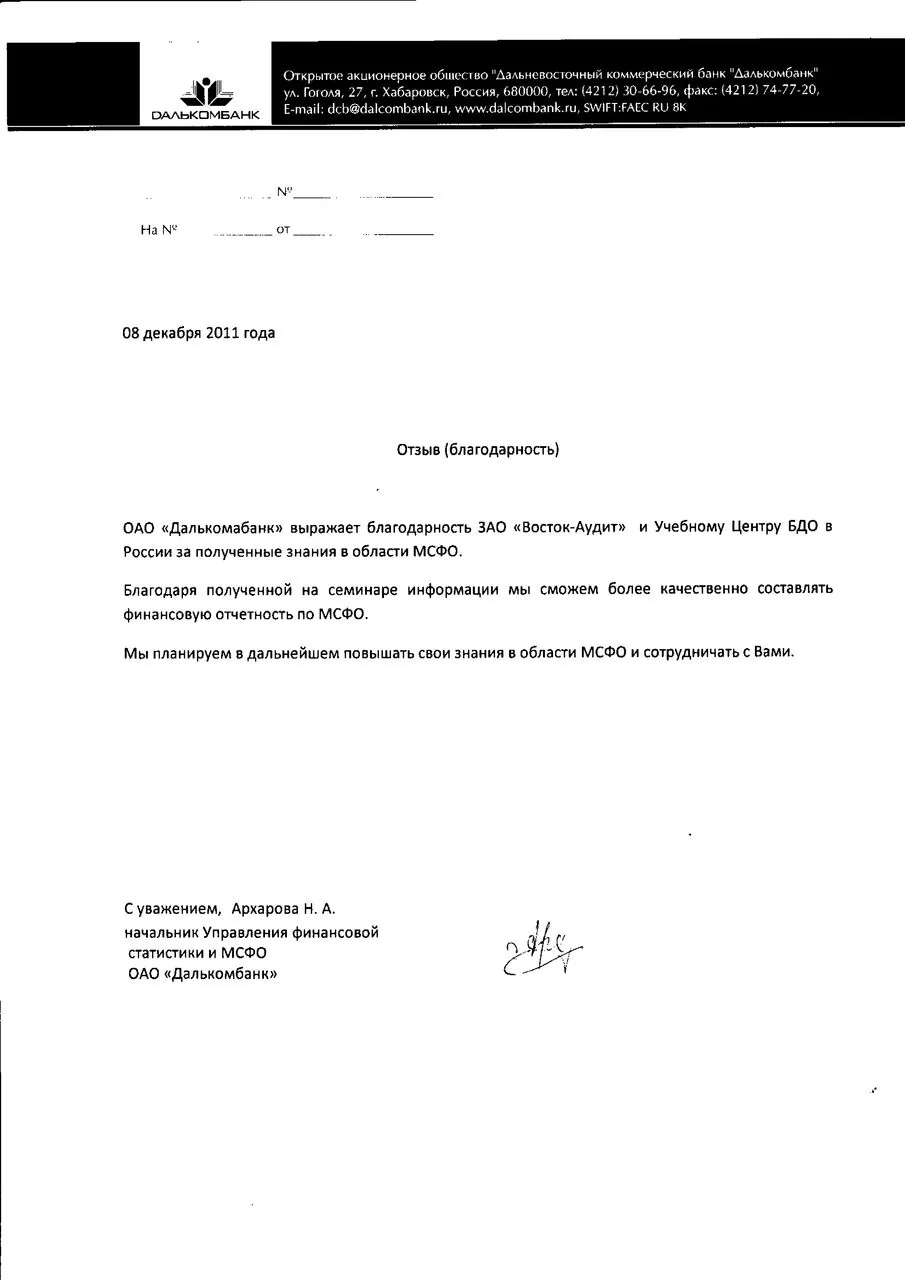 ДАЛЬКОМБАНК
Открытое акционерное общество "Дальневосточный коммерческий банк "Далькомбанк"
ул. Гоголя, 27, г. Хабаровск, Россия, 680000, тел: (4212) 30-66-96, факс: (4212) 74-77-20,
E-mail: dcb@dalcombank.ru, www.dalcombank.ru, SWIFT:FAEC RU 8K
№
На № от
08 декабря 2011 года
Отзыв (благодарность)
ОАО «Далькомабанк» выражает благодарность ЗАО «Восток-Аудит» и Учебному Центру БДО в
России за полученные знания в области МСФО.
Благодаря полученной на семинаре информации мы сможем более качественно составлять
финансовую отчетность по МСФО.
Мы планируем в дальнейшем повышать свои знания в области МСФО и сотрудничать с Вами.
С уважением, Архарова Н. А.
начальник Управления финансовой
статистики и МСФО
ОАО «Далькомбанк»